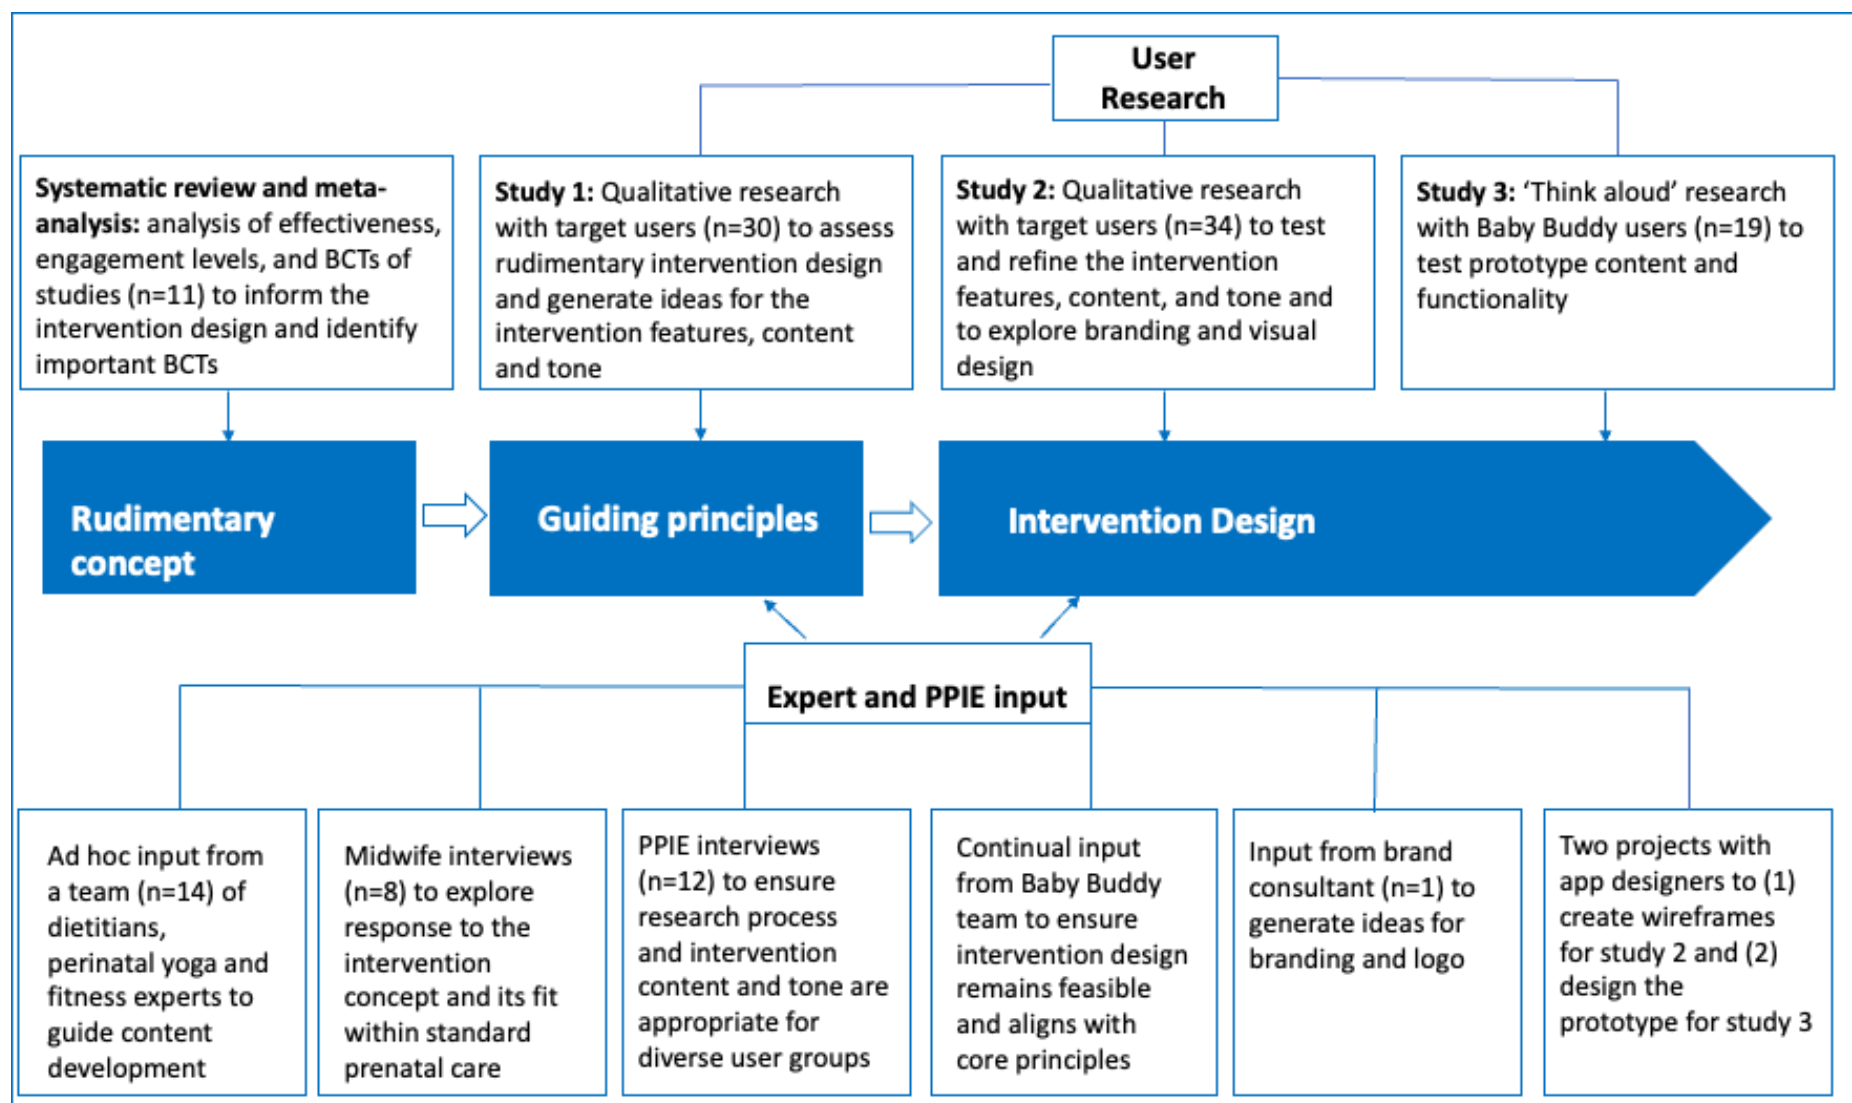 User
Research
Systematic review and meta-
analysis: analysis of effectiveness,
engagement levels, and BCTs of
studies (n=11) to inform the
intervention design and identify
important BCTs
Study 1: Qualitative research
with target users (n=30) to assess
rudimentary intervention design
and generate ideas for the
intervention features, content
and tone
Study 2: Qualitative research
with target users (n=34) to test
and refine the intervention
features, content, and tone and
to explore branding and visual
design
Study 3: ‘Think aloud’ research
with Baby Buddy users (n=19) to
test prototype content and
functionality
Rudimentary
concept
Guiding principles
Intervention Design
Expert and PPIE input
Ad hoc input from
a team (n=14) of
dietitians,
perinatal yoga and
fitness experts to
guide content
development
Midwife interviews
(n=8) to explore
response to the
intervention
concept and its fit
within standard
prenatal care
PPIE interviews
(n=12) to ensure
research process
and intervention
content and tone are
appropriate for
diverse user groups
Continual input
from Baby Buddy
team to ensure
intervention design
remains feasible
and aligns with
core principles
Input from brand
consultant (n=1) to
generate ideas for
branding and logo
Two projects with
app designers to (1)
create wireframes
for study 2 and (2)
design the
prototype for study 3